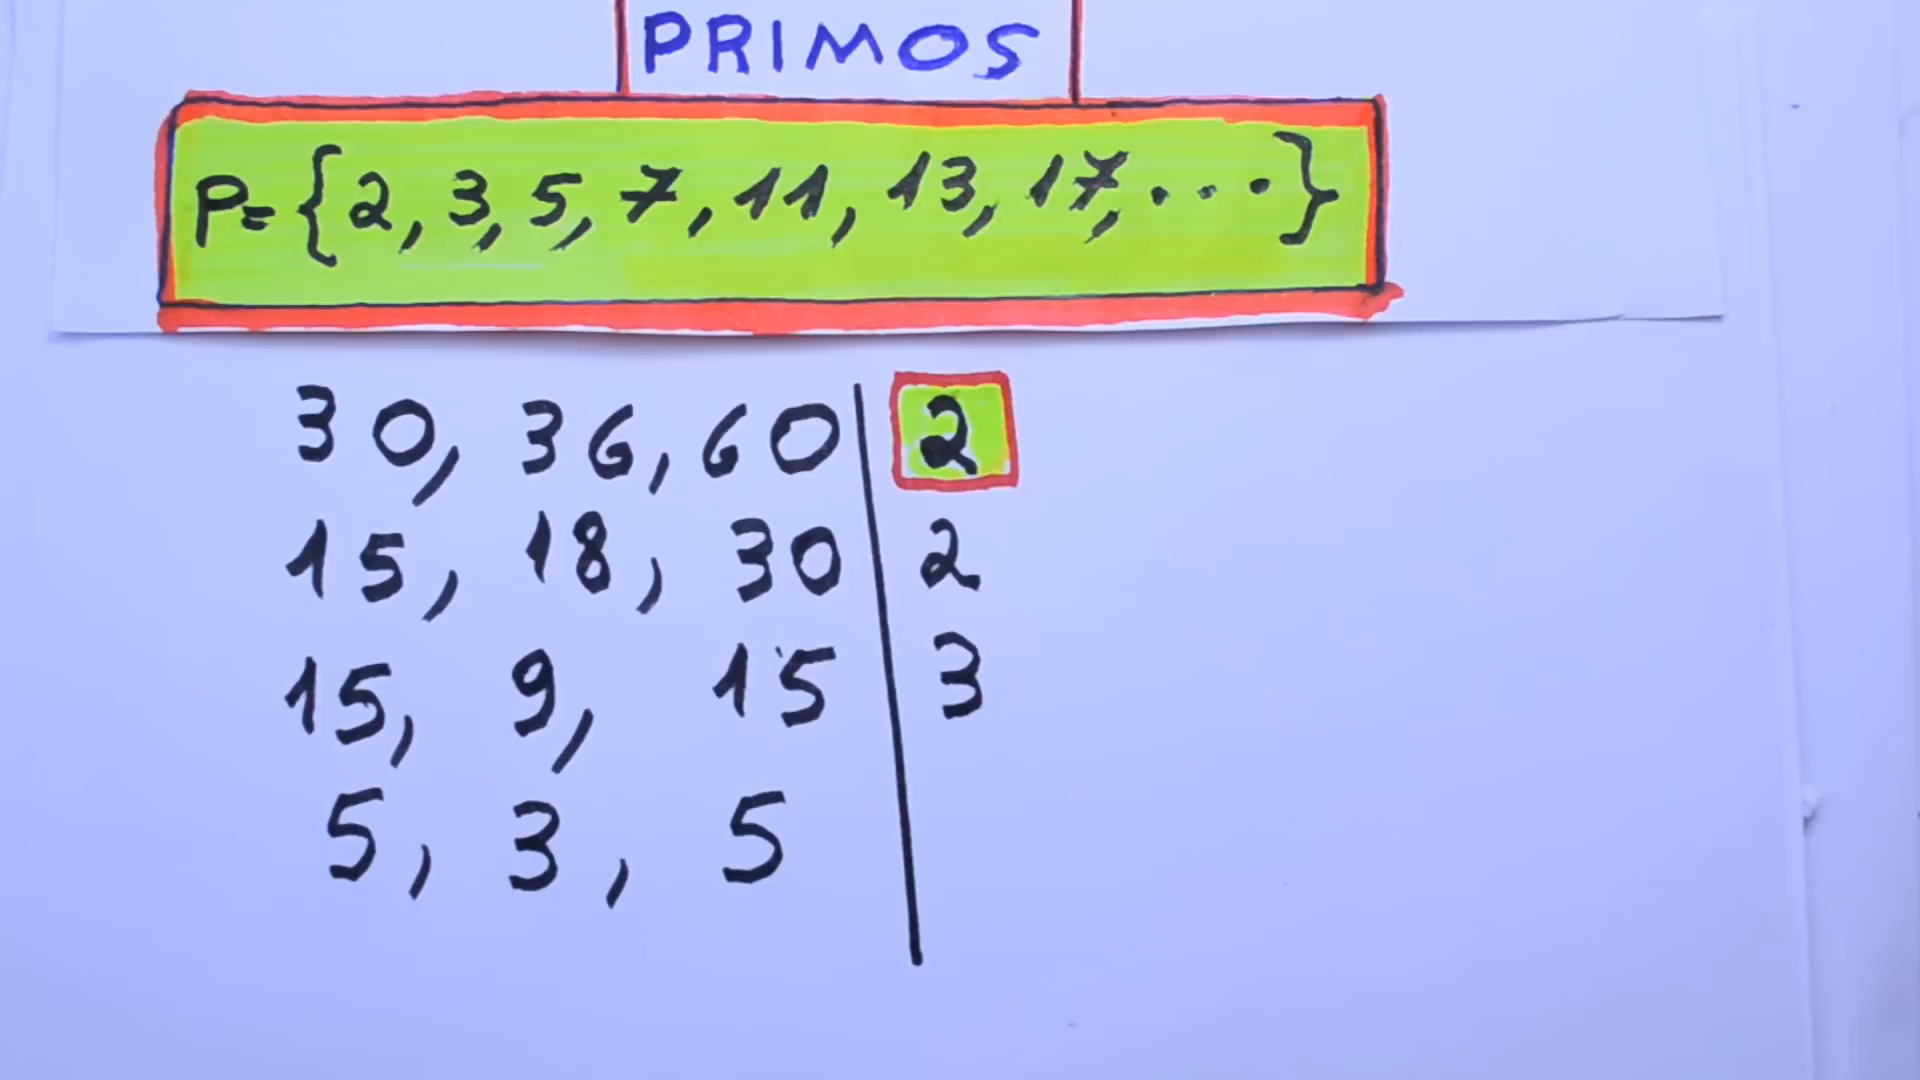 PRIMOS
P={2, 3, 5, 7, 11, 13, 17, ...}
30, 36, 60 2
15, 18, 30 2
15, 9, 15 3
5, 3, 5